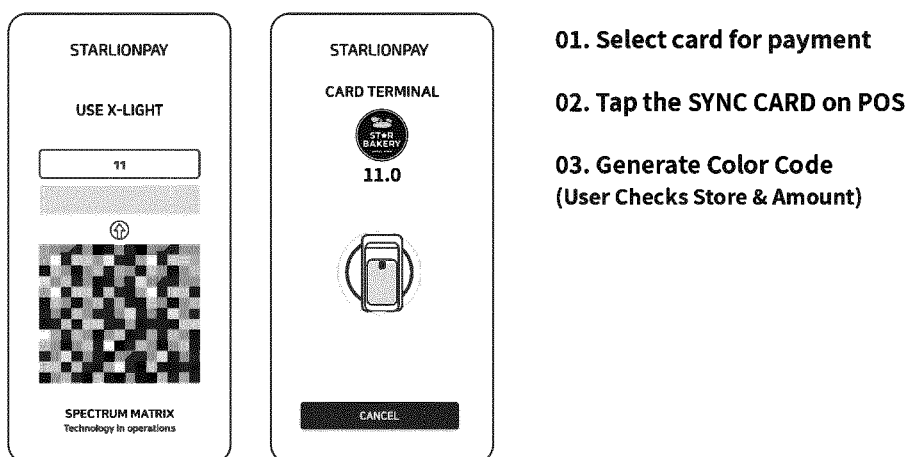 STARLIONPAY
USE X-LIGHT
11
SPECTRUM MATRIX
Technology in operations
STARLIONPAY
CARD TERMINAL
ST★R
BAKERY
11.0
CANCEL
01. Select card for payment
02. Tap the SYNC CARD on POS
03. Generate Color Code
(User Checks Store & Amount)